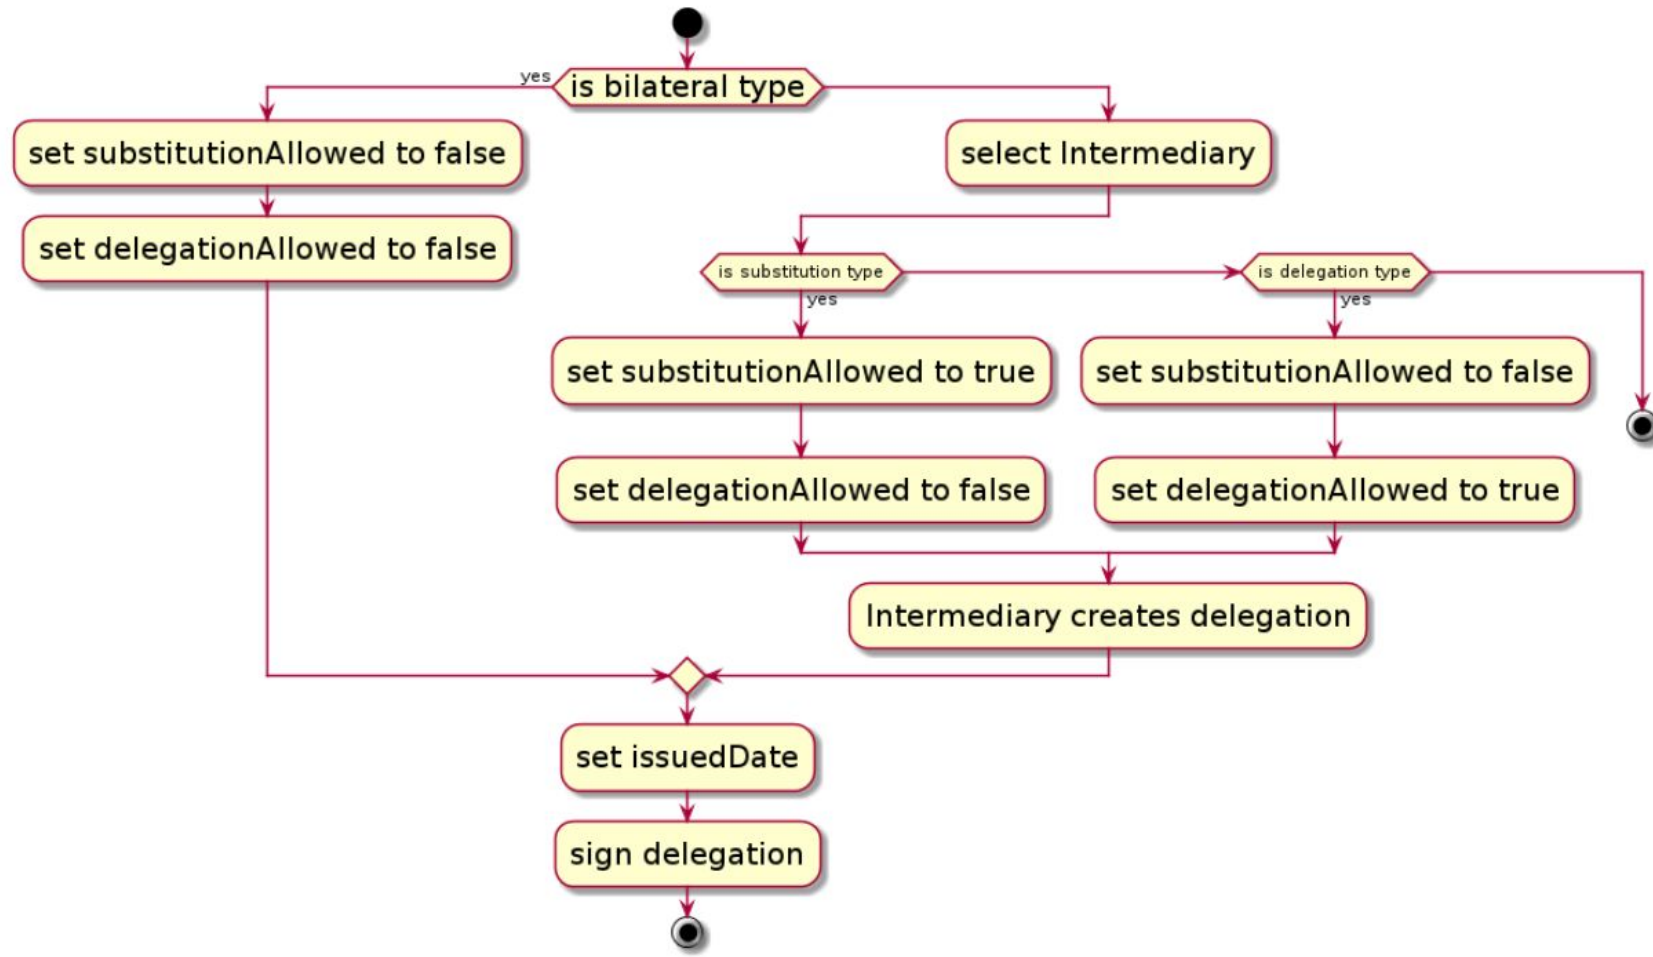 yes
is bilateral type
set substitutionAllowed to false
select Intermediary
set delegationAllowed to false
is substitution type
is delegation type
yes
yes
set substitutionAllowed to true
set substitutionAllowed to false
set delegationAllowed to false
set delegationAllowed to true
Intermediary creates delegation
set issuedDate
sign delegation